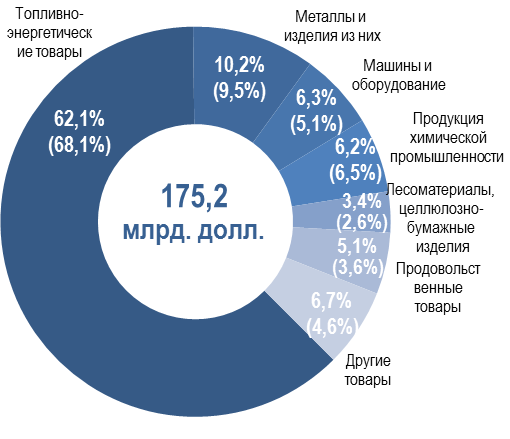 Топливно-
энергетическ
ие товары
62,1%
(68,1%)
Металлы и
изделия из них
10,2%
(9,5%)
Машины и
оборудование
6,3%
(5,1%)
Продукция
химической
промышленности
6,2%
(6,5%)
Лесоматериалы,
целлюлозно-
бумажные
изделия
3,4%
(2,6%)
Продовольст
венные
товары
5,1%
(3,6%)
Другие
товары
6,7%
(4,6%)
175,2
млрд. долл.